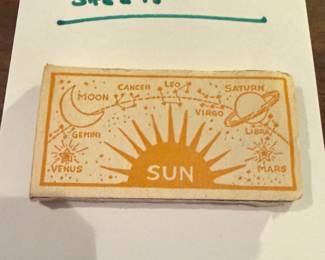 MOON
CANCER
LEO
VIRGO
SATURN
GEMINI
LIBRA
VENUS
SUN
MARS